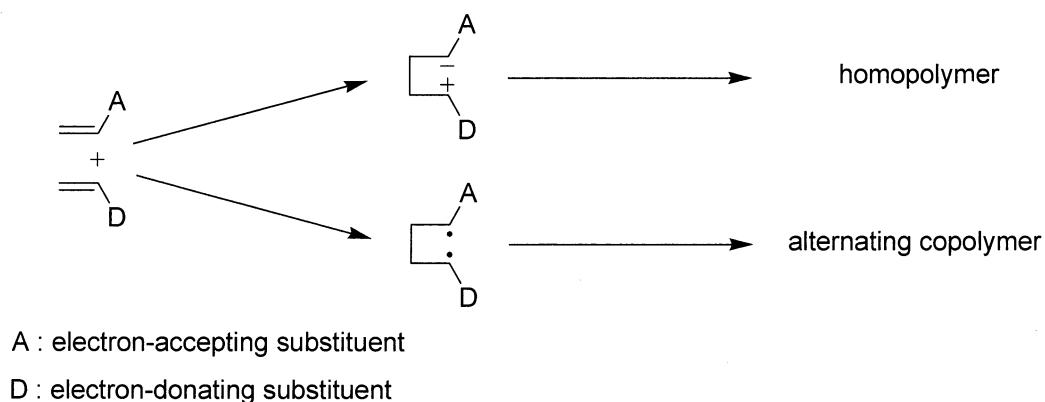 A
+
D
A
−
+
D
homopolymer
A
D
alternating copolymer
A : electron-accepting substituent
D : electron-donating substituent